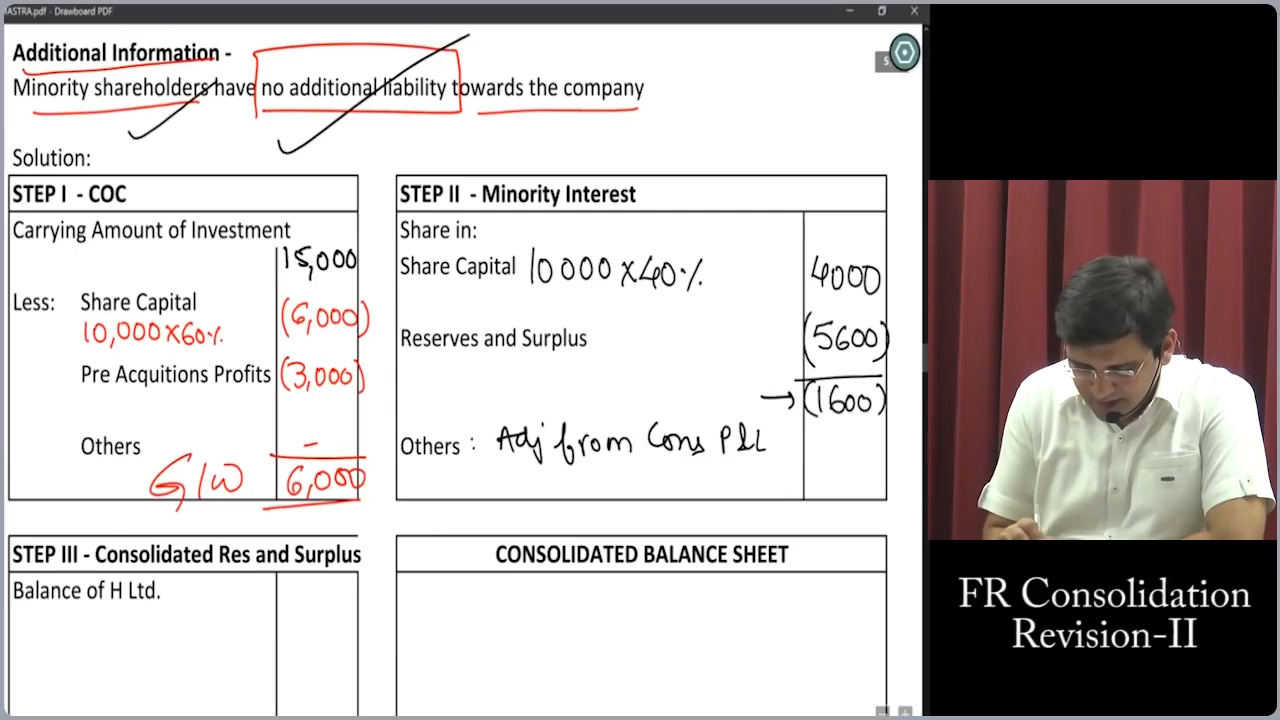 ASTRA.pdf - Drawboard PDF
Additional Information -
Minority shareholders have no additional liability towards the company
5
Solution:
STEP I - COC
Carrying Amount of Investment
15,000
Less: Share Capital (6,000)
10,000×60%
Pre Acquitions Profits (3,000)
Others -
G/W 6,000
STEP II - Minority Interest
Share in:
Share Capital 10000×40% 4000
Reserves and Surplus (5600)
→ (1600)
Others : Adj from Cons P&L
STEP III - Consolidated Res and Surplus
Balance of H Ltd.
CONSOLIDATED BALANCE SHEET
FR Consolidation
Revision-II